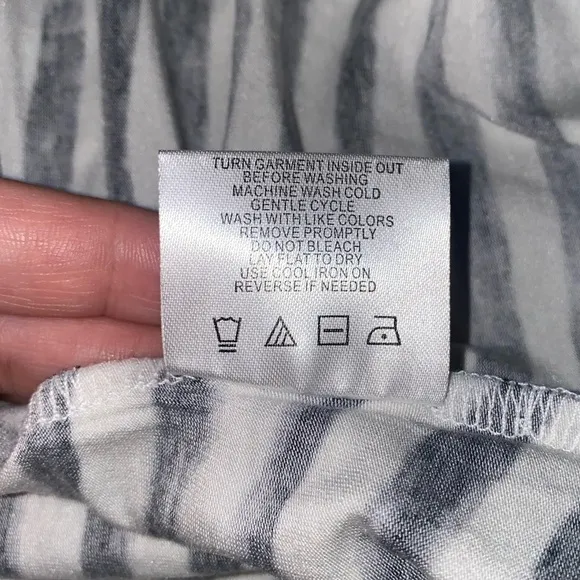 TURN GARMENT INSIDE OUT
BEFORE WASHING
MACHINE WASH COLD
GENTLE CYCLE
WASH WITH LIKE COLORS
REMOVE PROMPTLY
DO NOT BLEACH
LAY FLAT TO DRY
USE COOL IRON ON
REVERSE IF NEEDED